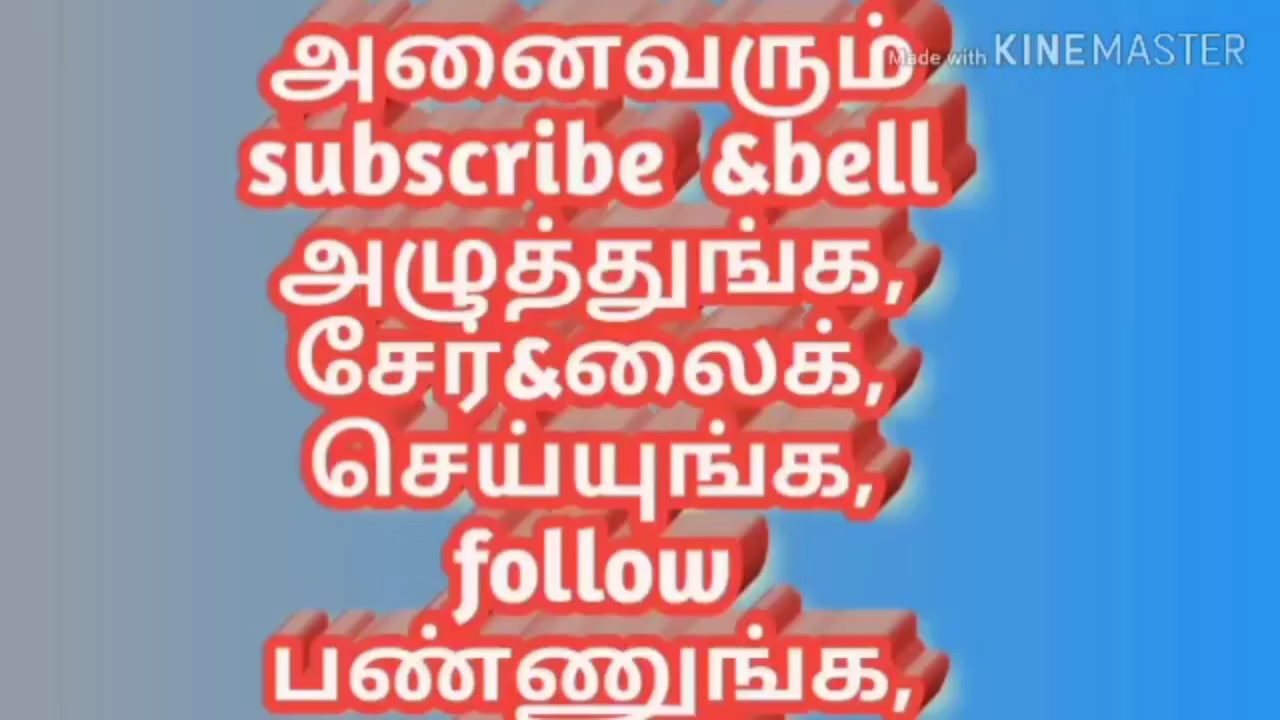 அனைவரும்
Made with KINEMASTER
subscribe &bell
அழுத்துங்க,
சேர்&லைக்,
செய்யுங்க,
follow
பண்ணுங்க,